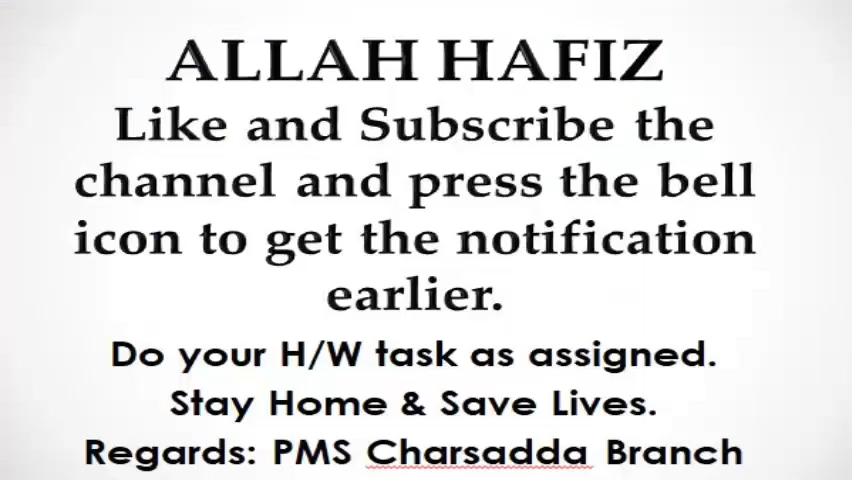 ALLAH HAFIZ
Like and Subscribe the
channel and press the bell
icon to get the notification
earlier.
Do your H/W task as assigned.
Stay Home & Save Lives.
Regards: PMS Charsadda Branch